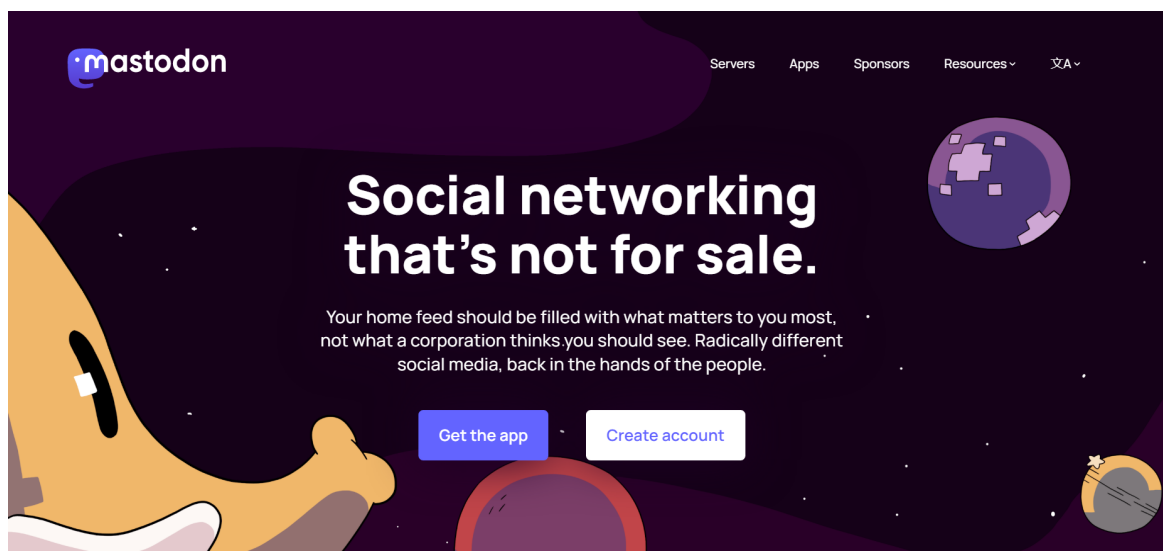 mastodon
Servers Apps Sponsors Resources 文A
Social networking
that's not for sale.
Your home feed should be filled with what matters to you most,
not what a corporation thinks you should see. Radically different
social media, back in the hands of the people.
Get the app Create account